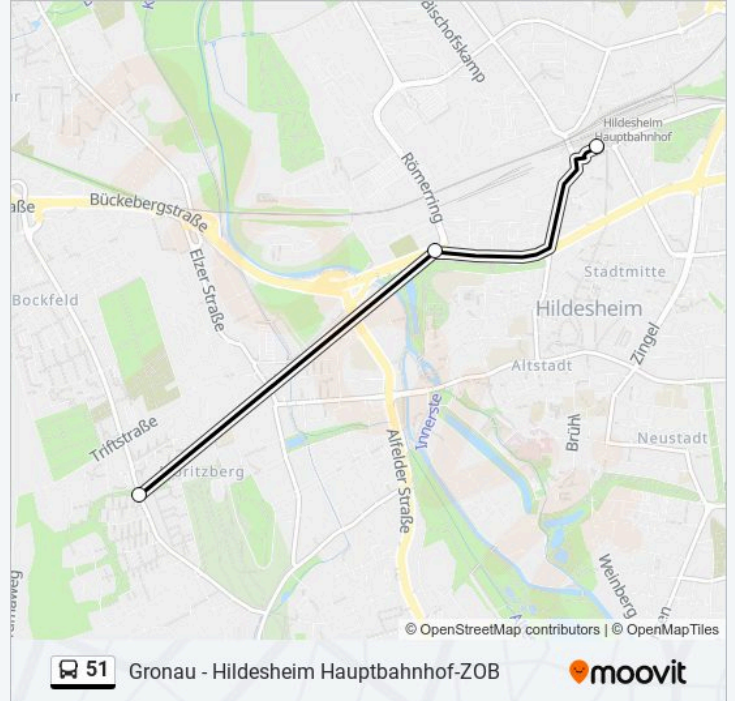 Bischofskamp
Hildesheim
Hauptbahnhof
Römerring
aße
Bückebergstraße
Elzer Straße
Stadtmitte
Bockfeld
Hildesheim
Zingel
Altstadt
Innerste
Brühl
Triftstraße
Neustadt
Moritzberg
Alfelder Straße
Weinberg
© OpenStreetMap contributors | © OpenMapTiles
51 Gronau - Hildesheim Hauptbahnhof-ZOB
moovit